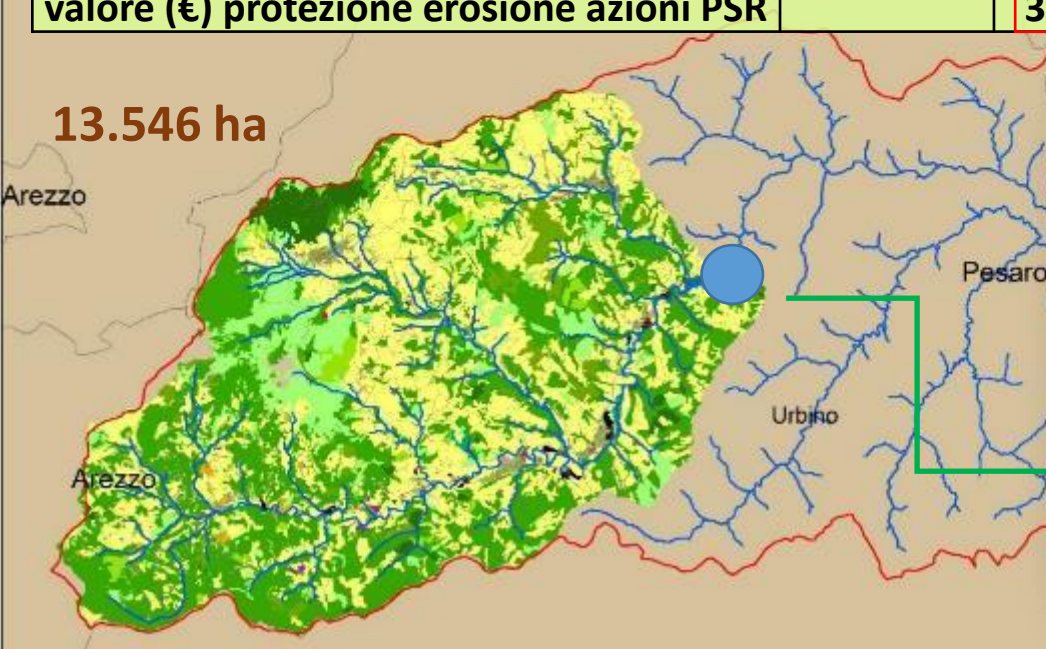 valore (€) protezione erosione azioni PSR 3
13.546 ha
Arezzo
Pesaro
Urbino
Arezzo